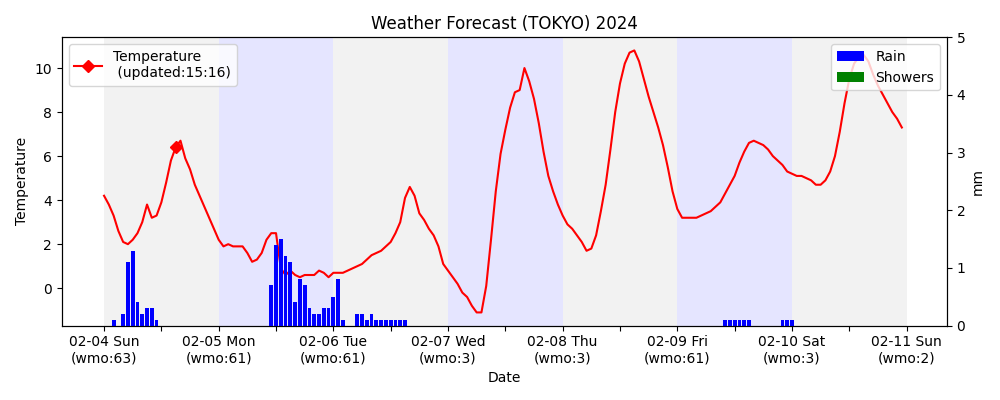 Weather Forecast (TOKYO) 2024
Temperature
(updated:15:16)
Rain
Showers
Temperature
10
8
6
4
2
0
5
4
3
2
1
0
mm
02-04 Sun
(wmo:63)
02-05 Mon
(wmo:61)
02-06 Tue
(wmo:61)
02-07 Wed
(wmo:3)
02-08 Thu
(wmo:3)
02-09 Fri
(wmo:61)
02-10 Sat
(wmo:3)
02-11 Sun
(wmo:2)
Date